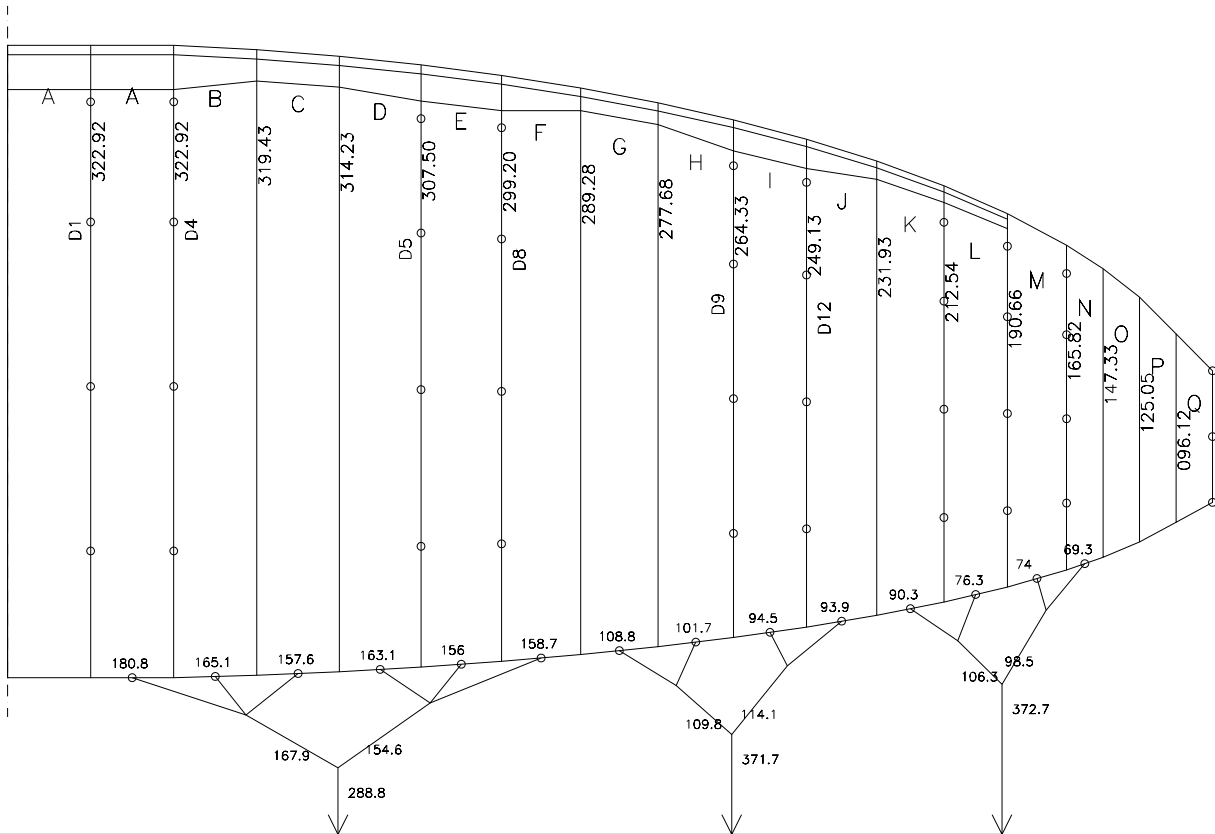 A
A
B
C
D
E
F
G
H
I
J
K
L
M
N
O
P
Q
322.92
322.92
319.43
314.23
307.50
299.20
289.28
277.68
264.33
249.13
231.93
212.54
190.66
165.82
147.33
125.05
096.12
D1
D4
D5
D8
D9
D12
180.8
165.1
157.6
163.1
156
158.7
108.8
101.7
94.5
93.9
90.3
76.3
74
69.3
167.9
154.6
109.8
114.1
106.3
98.5
288.8
371.7
372.7